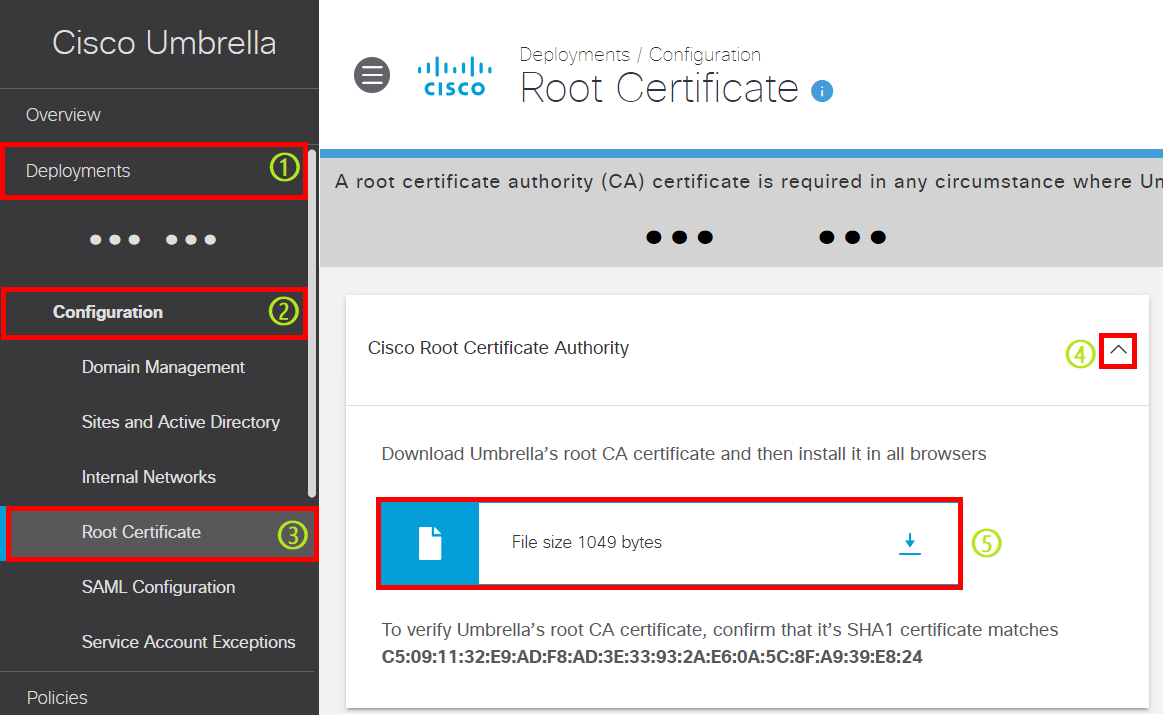 Cisco Umbrella
Overview
Deployments
1
Configuration
2
Domain Management
Sites and Active Directory
Internal Networks
Root Certificate
3
SAML Configuration
Service Account Exceptions
Policies
CISCO
Deployments / Configuration
Root Certificate
i
A root certificate authority (CA) certificate is required in any circumstance where Um
Cisco Root Certificate Authority
4
Download Umbrella's root CA certificate and then install it in all browsers
File size 1049 bytes
5
To verify Umbrella's root CA certificate, confirm that it's SHA1 certificate matches
C5:09:11:32:E9:AD:F8:AD:3E:33:93:2A:E6:0A:5C:8F:A9:39:E8:24